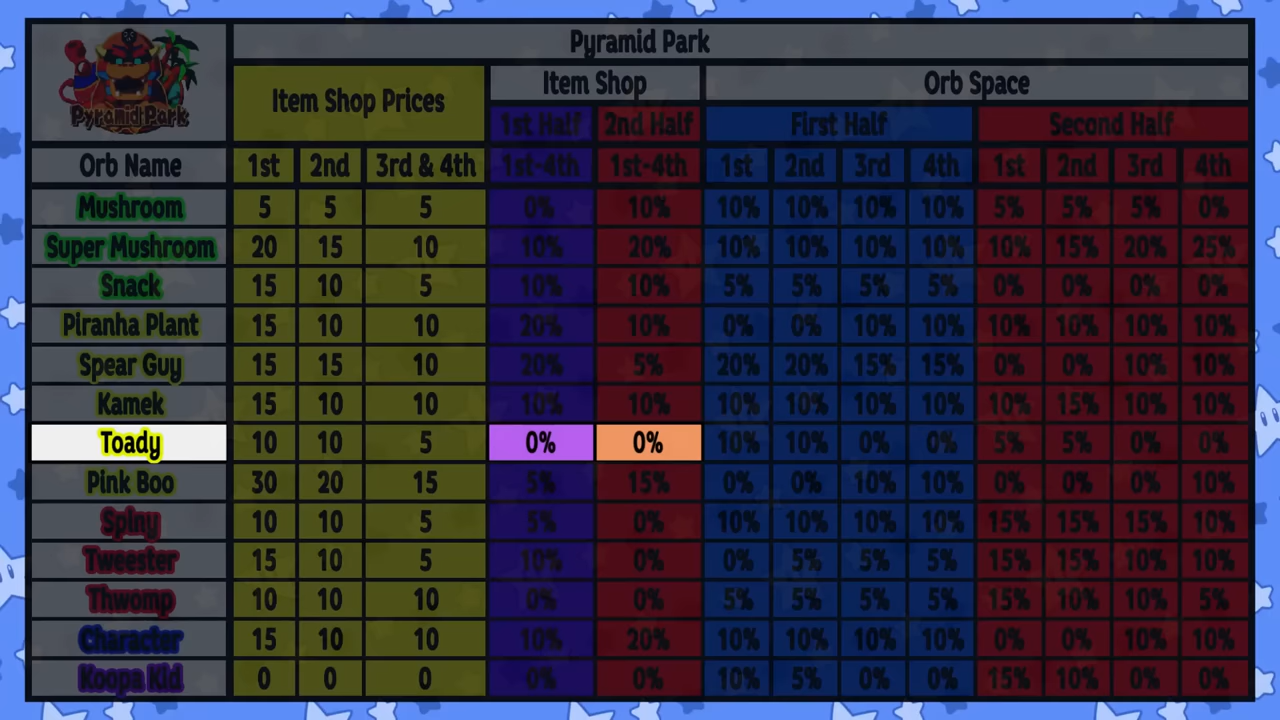 Pyramid Park
Pyramid Park
Item Shop Prices Item Shop Orb Space
1st Half 2nd Half First Half Second Half
Orb Name 1st 2nd 3rd & 4th 1st-4th 1st-4th 1st 2nd 3rd 4th 1st 2nd 3rd 4th
Mushroom 5 5 5 0% 10% 10% 10% 10% 10% 5% 5% 5% 0%
Super Mushroom 20 15 10 10% 20% 10% 10% 10% 10% 10% 15% 20% 25%
Snack 15 10 5 10% 10% 5% 5% 5% 5% 0% 0% 0% 0%
Piranha Plant 15 10 10 20% 10% 0% 0% 10% 10% 10% 10% 10% 10%
Spear Guy 15 15 10 20% 5% 20% 20% 15% 15% 0% 0% 10% 10%
Kamek 15 10 10 10% 10% 10% 10% 10% 10% 10% 15% 10% 10%
Toady 10 10 5 0% 0% 10% 10% 0% 0% 5% 5% 0% 0%
Pink Boo 30 20 15 5% 15% 0% 0% 10% 10% 0% 0% 0% 10%
Spiny 10 10 5 5% 0% 10% 10% 10% 10% 15% 15% 15% 10%
Tweester 15 10 5 10% 0% 0% 5% 5% 5% 15% 15% 10% 10%
Thwomp 10 10 10 0% 0% 5% 5% 5% 5% 15% 10% 10% 5%
Character 15 10 10 10% 20% 10% 10% 10% 10% 0% 0% 10% 10%
Koopa Kid 0 0 0 0% 0% 10% 5% 0% 0% 15% 10% 0% 0%